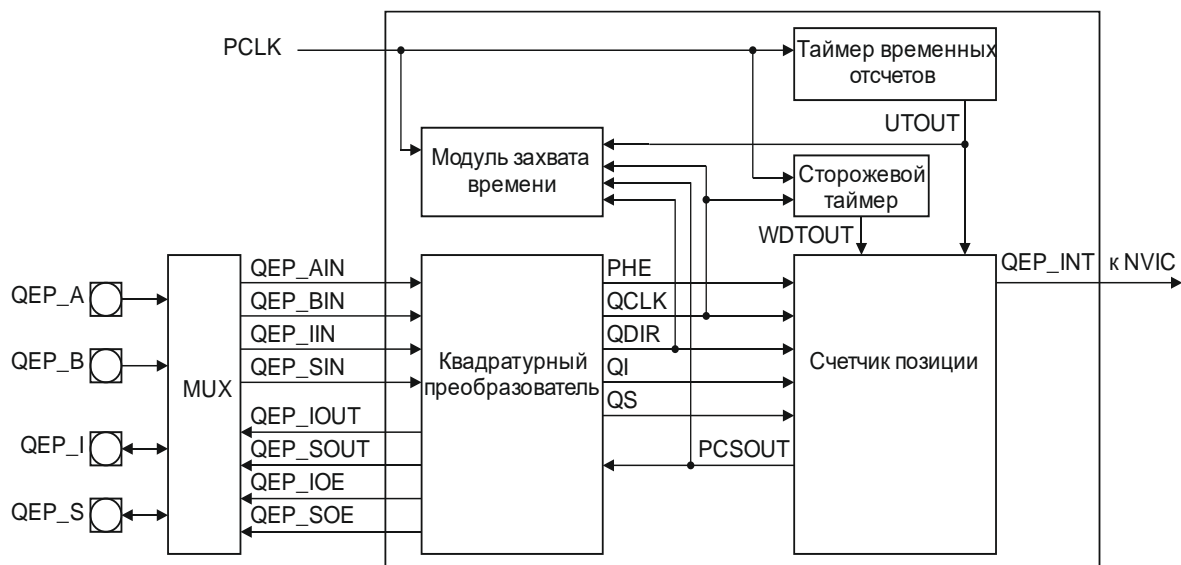 PCLK
Таймер временных
отсчетов
UTOUT
Модуль захвата
времени
Сторожевой
таймер
WDTOUT
QEP_A
QEP_B
QEP_I
QEP_S
MUX
QEP_AIN
QEP_BIN
QEP_IIN
QEP_SIN
QEP_IOUT
QEP_SOUT
QEP_IOE
QEP_SOE
Квадратурный
преобразователь
PHE
QCLK
QDIR
QI
QS
PCSOUT
Счетчик позиции
QEP_INT к NVIC